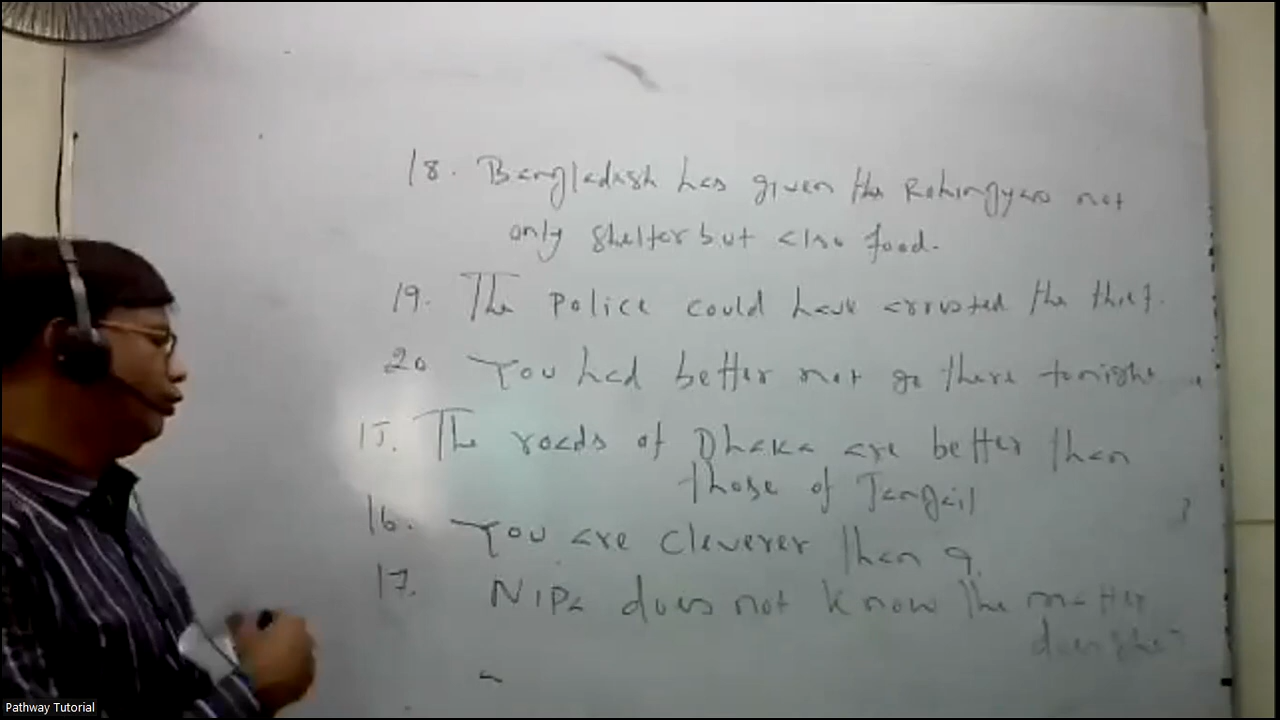 18. Bangladesh has given the Rohingyas not
only shelter but also food.
19. The police could have arrested the thief.
20 You had better not go there tonight.
15. The roads of Dhaka are better than
those of Tangail
16. You are cleverer than I.
17. Nipa does not know the matter
does she?
Pathway Tutorial